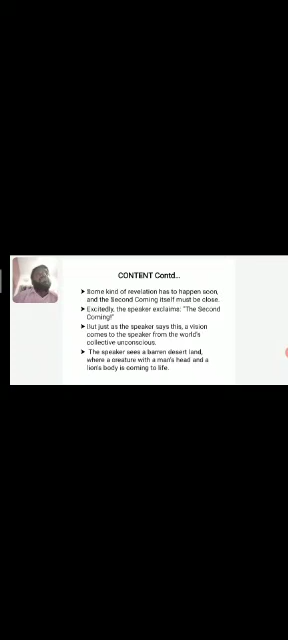 CONTENT Contd...
➤ Some kind of revelation has to happen soon,
and the Second Coming itself must be close.
➤ Excitedly, the speaker exclaims: "The Second
Coming!"
➤ But just as the speaker says this, a vision
comes to the speaker from the world's
collective unconscious.
➤ The speaker sees a barren desert land,
where a creature with a man's head and a
lion's body is coming to life.